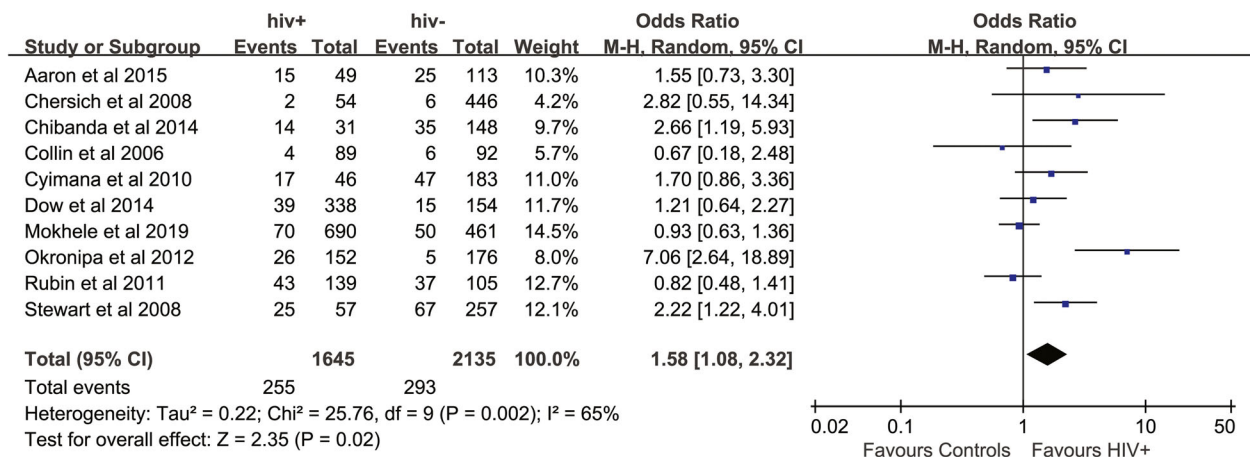 hiv+ hiv- Odds Ratio Odds Ratio
Study or Subgroup Events Total Events Total Weight M-H, Random, 95% CI M-H, Random, 95% CI
Aaron et al 2015 15 49 25 113 10.3% 1.55 [0.73, 3.30]
Chersich et al 2008 2 54 6 446 4.2% 2.82 [0.55, 14.34]
Chibanda et al 2014 14 31 35 148 9.7% 2.66 [1.19, 5.93]
Collin et al 2006 4 89 6 92 5.7% 0.67 [0.18, 2.48]
Cyimana et al 2010 17 46 47 183 11.0% 1.70 [0.86, 3.36]
Dow et al 2014 39 338 15 154 11.7% 1.21 [0.64, 2.27]
Mokhele et al 2019 70 690 50 461 14.5% 0.93 [0.63, 1.36]
Okronipa et al 2012 26 152 5 176 8.0% 7.06 [2.64, 18.89]
Rubin et al 2011 43 139 37 105 12.7% 0.82 [0.48, 1.41]
Stewart et al 2008 25 57 67 257 12.1% 2.22 [1.22, 4.01]
Total (95% CI) 1645 2135 100.0% 1.58 [1.08, 2.32]
Total events 255 293
Heterogeneity: Tau² = 0.22; Chi² = 25.76, df = 9 (P = 0.002); I² = 65%
Test for overall effect: Z = 2.35 (P = 0.02)
0.02 0.1 1 10 50
Favours Controls Favours HIV+